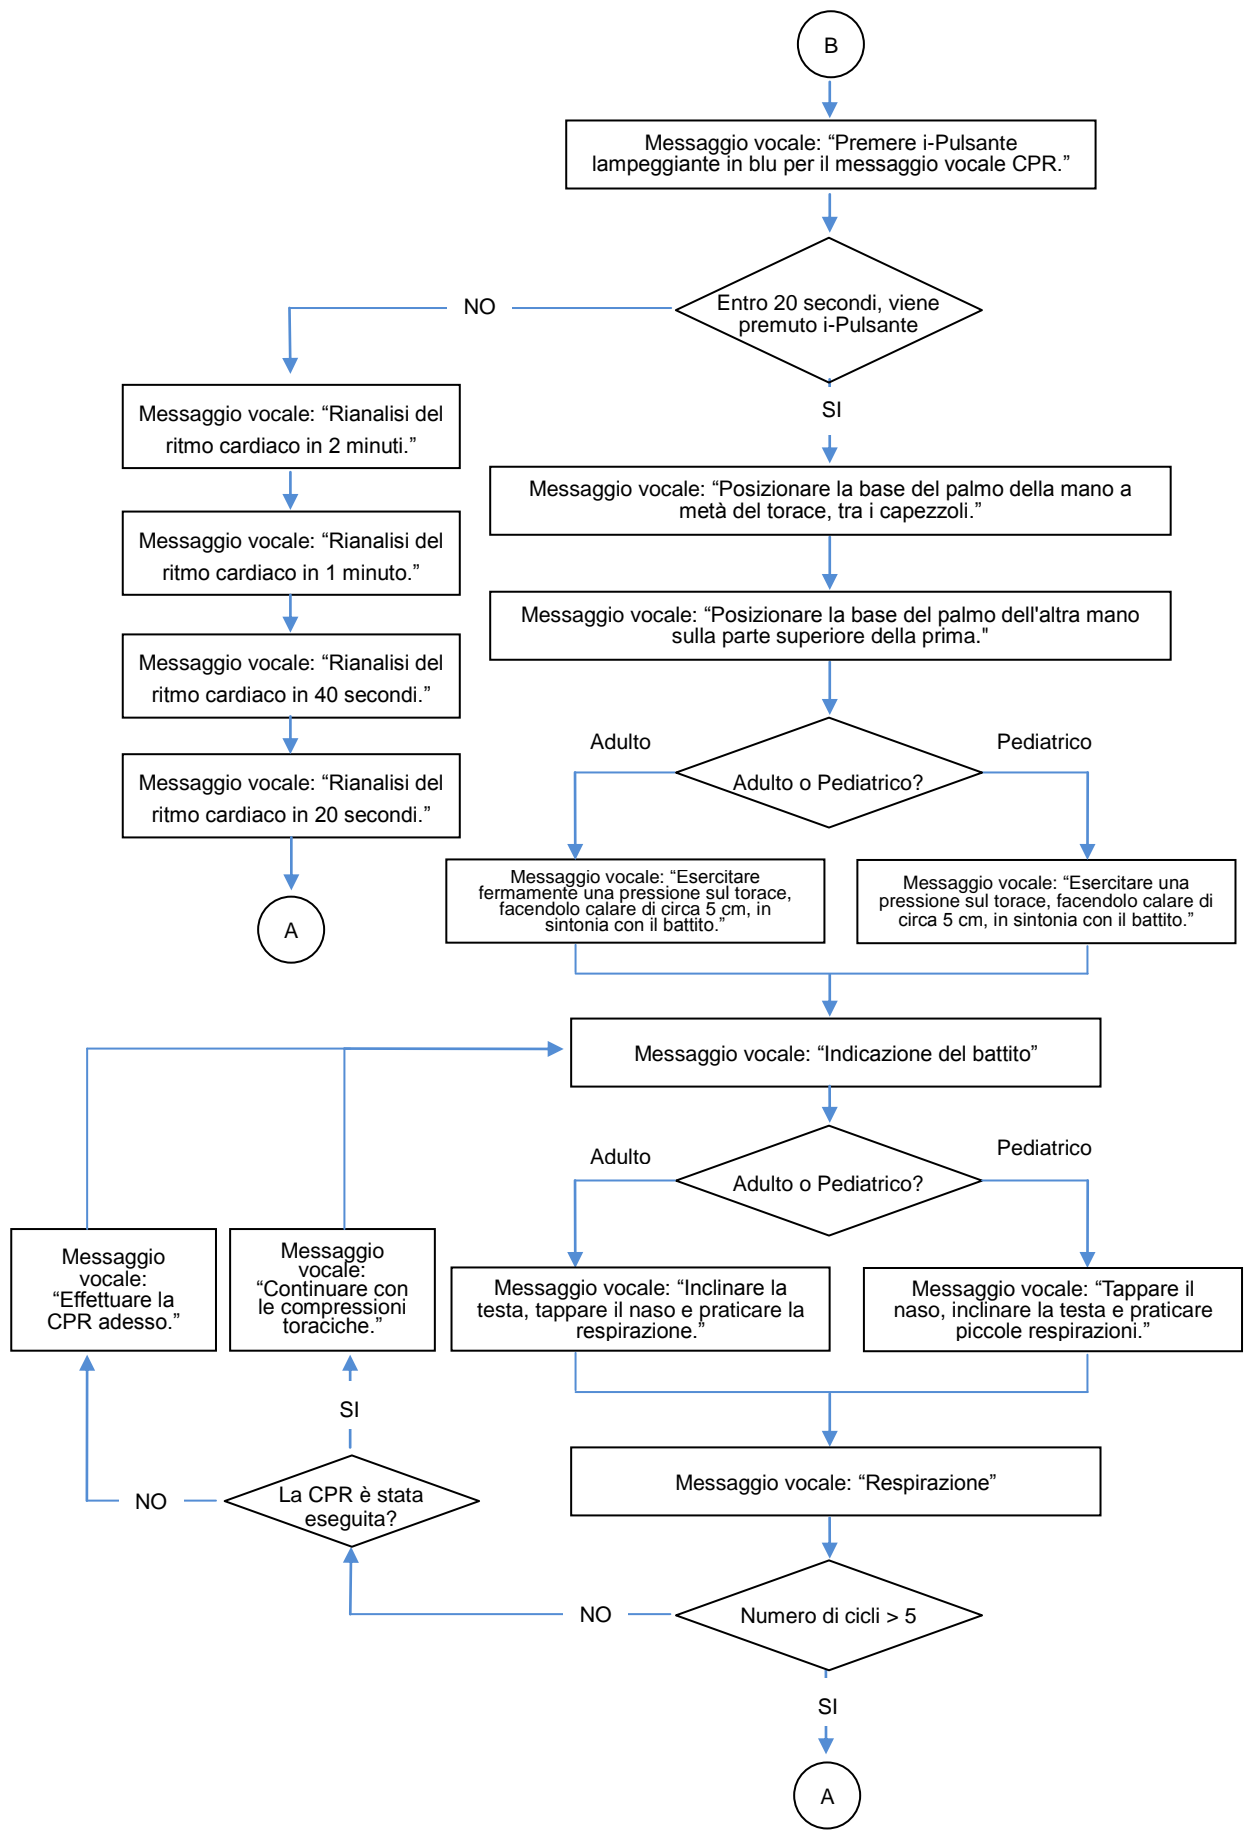 B
Messaggio vocale: “Premere i-Pulsante
lampeggiante in blu per il messaggio vocale CPR.”
Entro 20 secondi, viene
premuto i-Pulsante
NO
SI
Messaggio vocale: “Rianalisi del
ritmo cardiaco in 2 minuti.”
Messaggio vocale: “Rianalisi del
ritmo cardiaco in 1 minuto.”
Messaggio vocale: “Rianalisi del
ritmo cardiaco in 40 secondi.”
Messaggio vocale: “Rianalisi del
ritmo cardiaco in 20 secondi.”
A
Messaggio vocale: “Posizionare la base del palmo della mano a
metà del torace, tra i capezzoli.”
Messaggio vocale: “Posizionare la base del palmo dell'altra mano
sulla parte superiore della prima."
Adulto
Pediatrico
Adulto o Pediatrico?
Messaggio vocale: “Esercitare
fermamente una pressione sul torace,
facendolo calare di circa 5 cm, in
sintonia con il battito.”
Messaggio vocale: “Esercitare una
pressione sul torace, facendolo calare di
circa 5 cm, in sintonia con il battito.”
Messaggio vocale: “Indicazione del battito”
Adulto
Pediatrico
Adulto o Pediatrico?
Messaggio vocale: “Inclinare la
testa, tappare il naso e praticare la
respirazione.”
Messaggio vocale: “Tappare il
naso, inclinare la testa e praticare
piccole respirazioni.”
Messaggio
vocale:
“Effettuare la
CPR adesso.”
Messaggio
vocale:
“Continuare con
le compressioni
toraciche.”
SI
NO
La CPR è stata
eseguita?
Messaggio vocale: “Respirazione”
NO
Numero di cicli > 5
SI
A